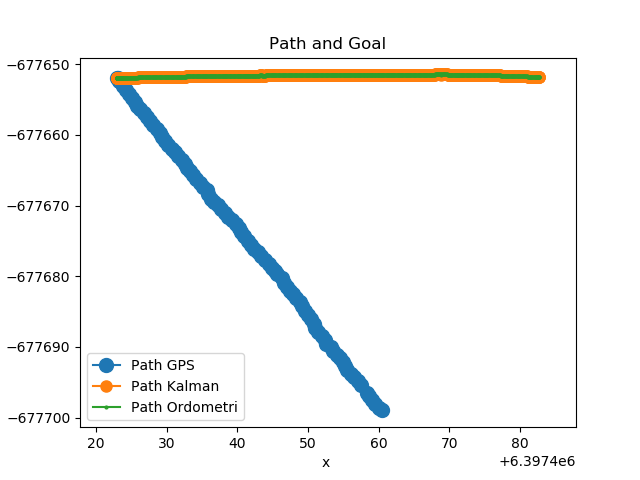 Path and Goal
−677650
−677660
−677670
−677680
−677690
−677700
Path GPS
Path Kalman
Path Ordometri
20 30 40 50 60 70 80
x
+6.3974e6